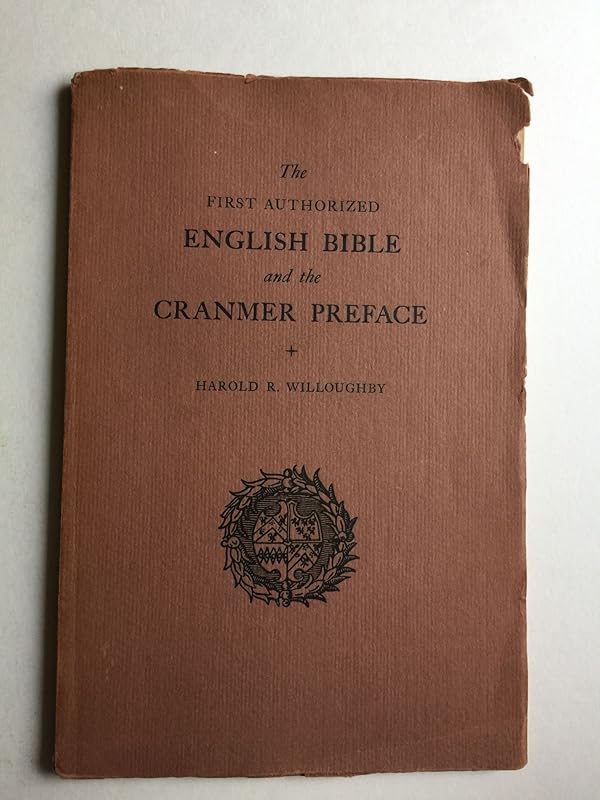 The
FIRST AUTHORIZED
ENGLISH BIBLE
and the
CRANMER PREFACE
+
HAROLD R. WILLOUGHBY